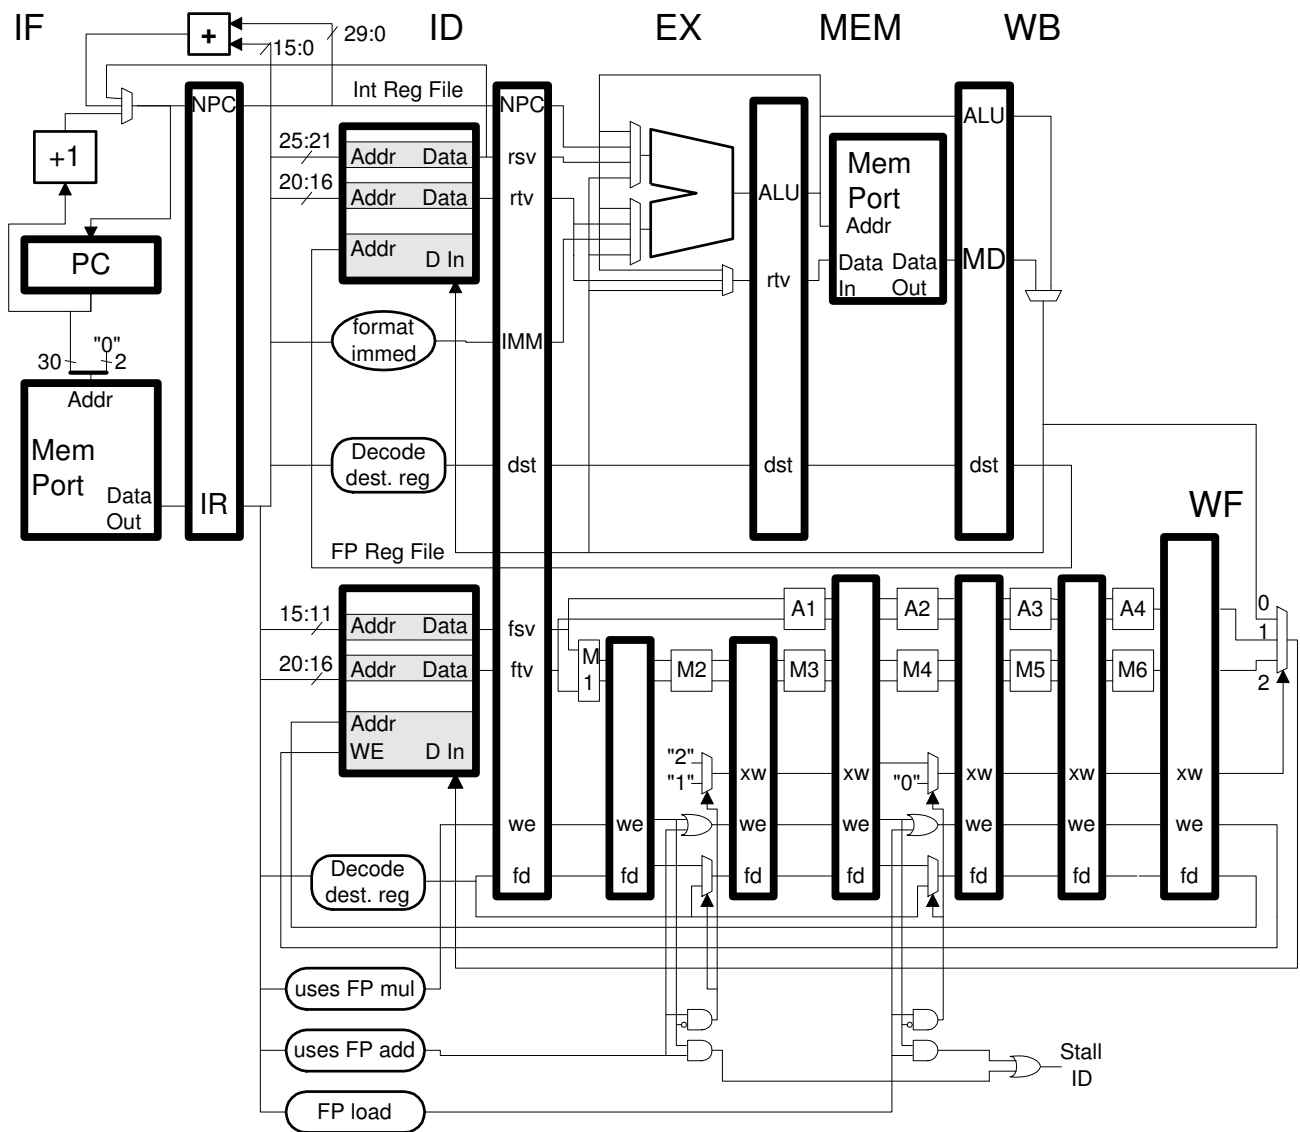 IF
ID
EX
MEM
WB
+
29:0
15:0
Int Reg File
NPC
NPC
ALU
+1
25:21
Addr
Data
rsv
20:16
Addr
Data
rtv
Addr
D In
PC
ALU
Mem
Port
Addr
Data
In
Data
Out
MD
rtv
format
immed
IMM
"0"
30
2
Addr
Mem
Port
Data
Out
IR
Decode
dest. reg
dst
dst
dst
WF
FP Reg File
15:11
Addr
Data
fsv
20:16
Addr
Data
ftv
Addr
WE
D In
A1
A2
A3
A4
M
1
M2
M3
M4
M5
M6
0
1
2
"2"
"1"
xw
xw
"0"
xw
xw
xw
we
we
we
we
we
we
we
Decode
dest. reg
fd
fd
fd
fd
fd
fd
fd
uses FP mul
uses FP add
FP load
Stall
ID